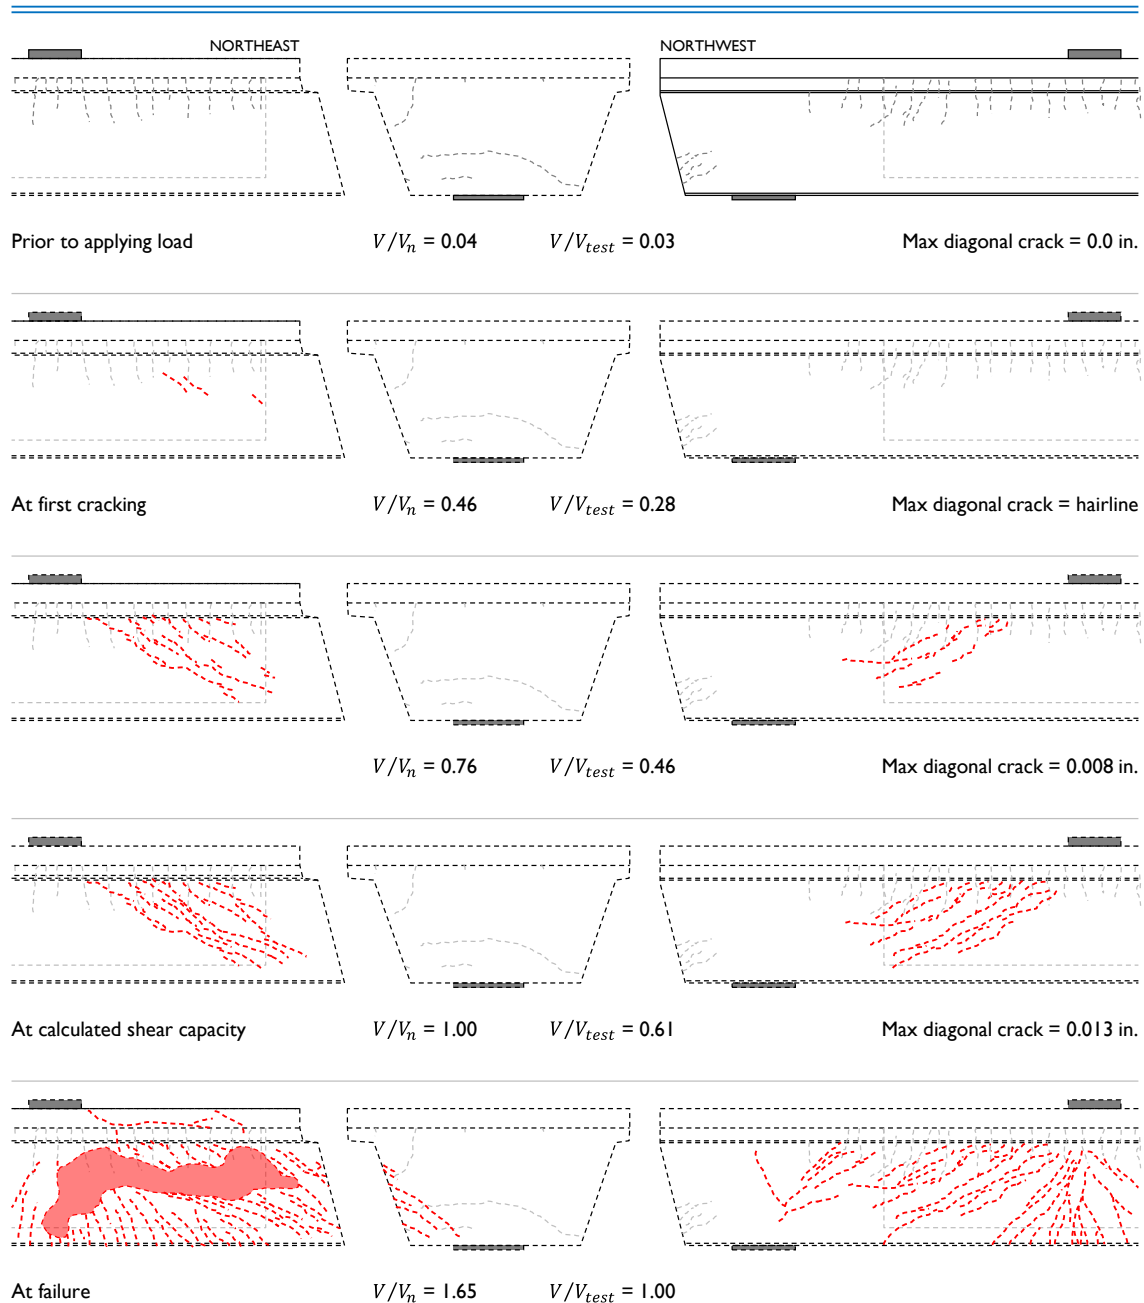 NORTHEAST NORTHWEST
Prior to applying load V/Vn = 0.04 V/Vtest = 0.03 Max diagonal crack = 0.0 in.
At first cracking V/Vn = 0.46 V/Vtest = 0.28 Max diagonal crack = hairline
V/Vn = 0.76 V/Vtest = 0.46 Max diagonal crack = 0.008 in.
At calculated shear capacity V/Vn = 1.00 V/Vtest = 0.61 Max diagonal crack = 0.013 in.
At failure V/Vn = 1.65 V/Vtest = 1.00